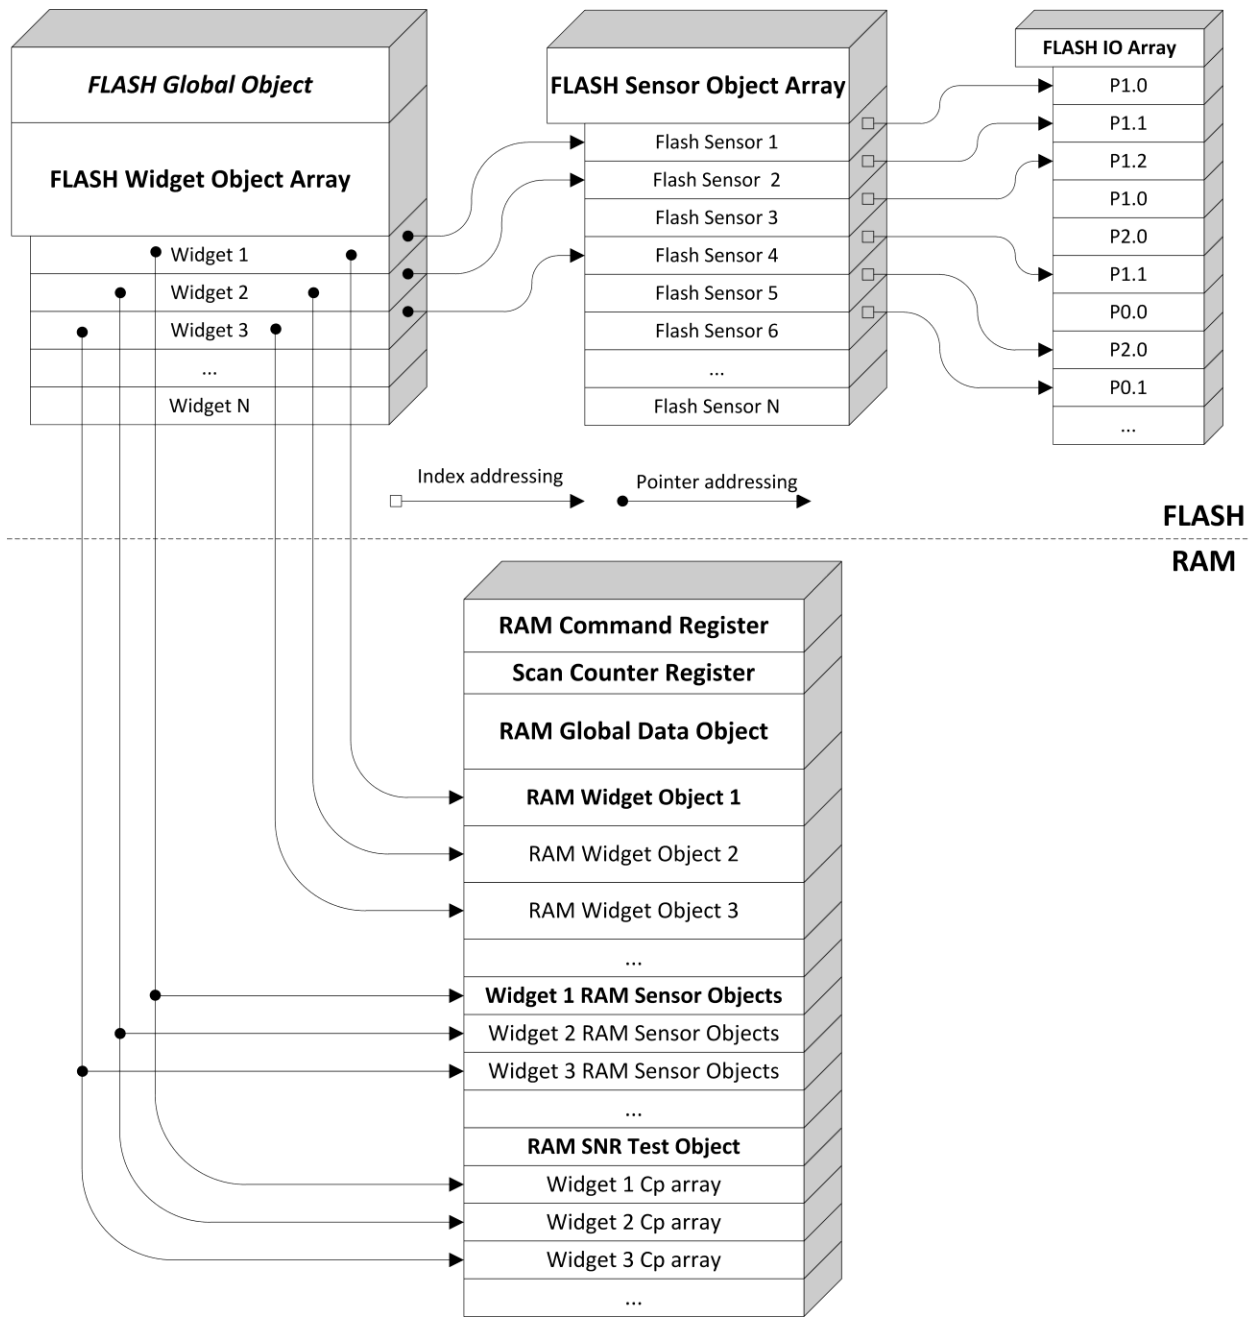 FLASH Global Object
FLASH Widget Object Array
Widget 1
Widget 2
Widget 3
...
Widget N
FLASH Sensor Object Array
Flash Sensor 1
Flash Sensor 2
Flash Sensor 3
Flash Sensor 4
Flash Sensor 5
Flash Sensor 6
...
Flash Sensor N
FLASH IO Array
P1.0
P1.1
P1.2
P1.0
P2.0
P1.1
P0.0
P2.0
P0.1
...
Index addressing
Pointer addressing
FLASH
RAM
RAM Command Register
Scan Counter Register
RAM Global Data Object
RAM Widget Object 1
RAM Widget Object 2
RAM Widget Object 3
...
Widget 1 RAM Sensor Objects
Widget 2 RAM Sensor Objects
Widget 3 RAM Sensor Objects
...
RAM SNR Test Object
Widget 1 Cp array
Widget 2 Cp array
Widget 3 Cp array
...